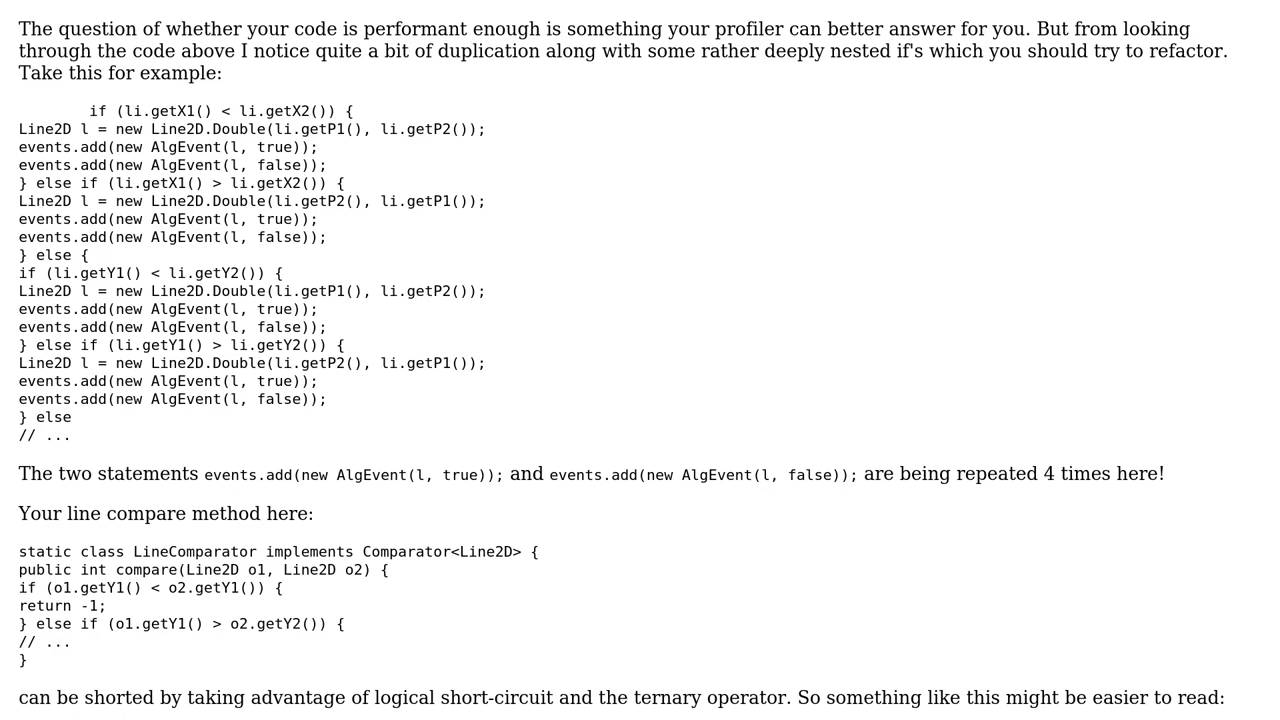 The question of whether your code is performant enough is something your profiler can better answer for you. But from looking
through the code above I notice quite a bit of duplication along with some rather deeply nested if's which you should try to refactor.
Take this for example:
if (li.getX1() < li.getX2()) {
Line2D l = new Line2D.Double(li.getP1(), li.getP2());
events.add(new AlgEvent(l, true));
events.add(new AlgEvent(l, false));
} else if (li.getX1() > li.getX2()) {
Line2D l = new Line2D.Double(li.getP2(), li.getP1());
events.add(new AlgEvent(l, true));
events.add(new AlgEvent(l, false));
} else {
if (li.getY1() < li.getY2()) {
Line2D l = new Line2D.Double(li.getP1(), li.getP2());
events.add(new AlgEvent(l, true));
events.add(new AlgEvent(l, false));
} else if (li.getY1() > li.getY2()) {
Line2D l = new Line2D.Double(li.getP2(), li.getP1());
events.add(new AlgEvent(l, true));
events.add(new AlgEvent(l, false));
} else
// ...
The two statements events.add(new AlgEvent(l, true)); and events.add(new AlgEvent(l, false)); are being repeated 4 times here!
Your line compare method here:
static class LineComparator implements Comparator<Line2D> {
public int compare(Line2D o1, Line2D o2) {
if (o1.getY1() < o2.getY1()) {
return -1;
} else if (o1.getY1() > o2.getY2()) {
// ...
}
can be shorted by taking advantage of logical short-circuit and the ternary operator. So something like this might be easier to read: